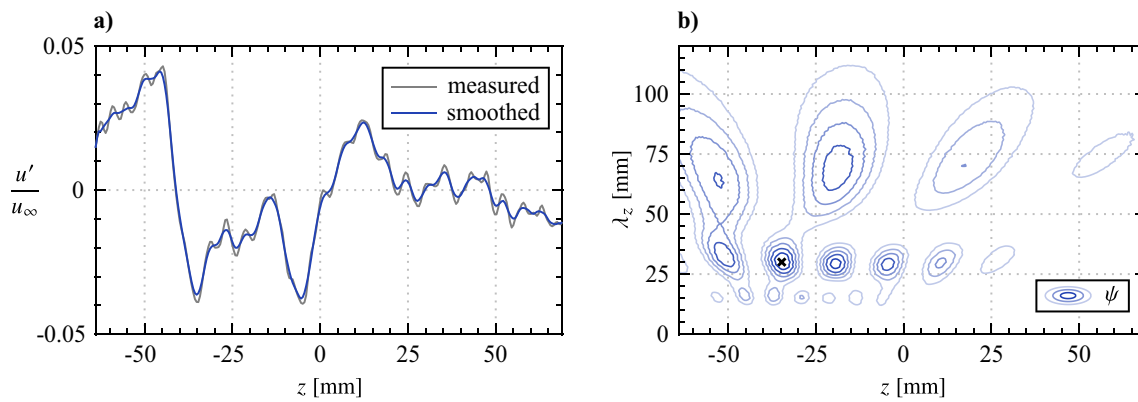 a)
0.05
0
-0.05
u′
u∞
measured
smoothed
-50 -25 0 25 50
z [mm]
b)
100
75
50
25
0
λz [mm]
ψ
-50 -25 0 25 50
z [mm]